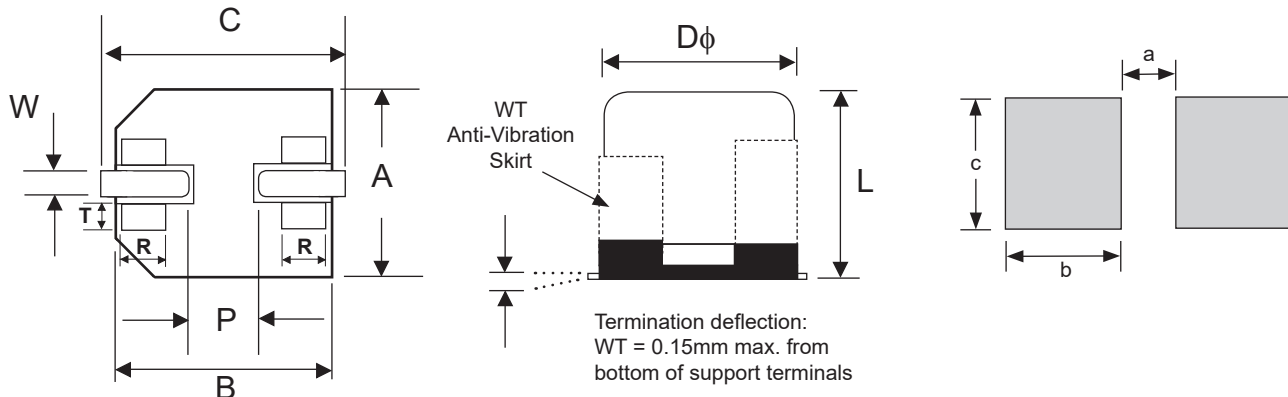 C
W
A
T
R
R
P
B
Dϕ
WT
Anti-Vibration
Skirt
L
Termination deflection:
WT = 0.15mm max. from
bottom of support terminals
a
c
b